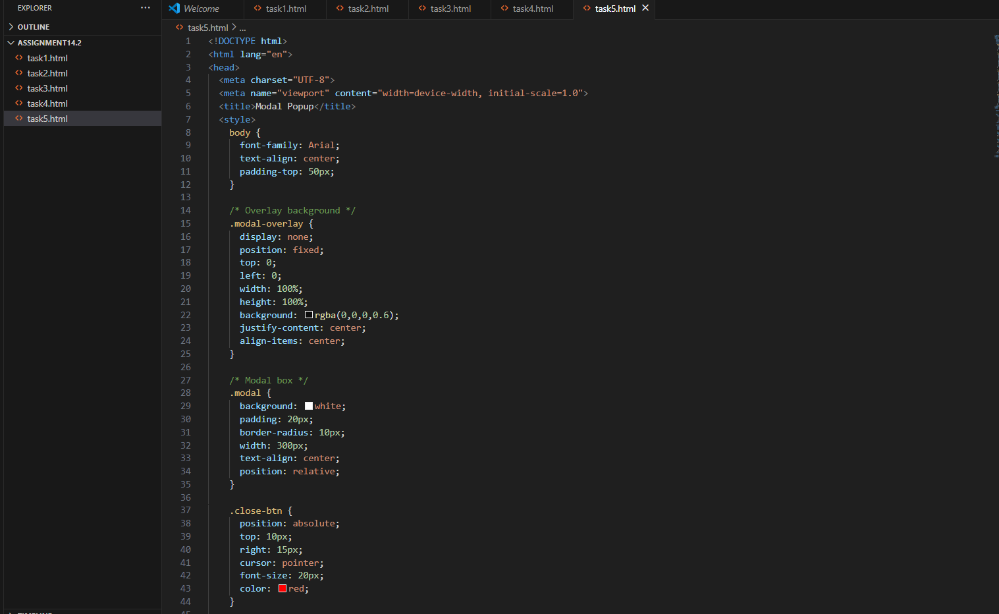 EXPLORER ···
OUTLINE
ASSIGNMENT14.2
task1.html
task2.html
task3.html
task4.html
task5.html
Welcome
task1.html
task2.html
task3.html
task4.html
task5.html
task5.html > ...
1 <!DOCTYPE html>
2 <html lang="en">
3 <head>
4 <meta charset="UTF-8">
5 <meta name="viewport" content="width=device-width, initial-scale=1.0">
6 <title>Modal Popup</title>
7 <style>
8 body {
9 font-family: Arial;
10 text-align: center;
11 padding-top: 50px;
12 }
13
14 /* Overlay background */
15 .modal-overlay {
16 display: none;
17 position: fixed;
18 top: 0;
19 left: 0;
20 width: 100%;
21 height: 100%;
22 background: rgba(0,0,0,0.6);
23 justify-content: center;
24 align-items: center;
25 }
26
27 /* Modal box */
28 .modal {
29 background: white;
30 padding: 20px;
31 border-radius: 10px;
32 width: 300px;
33 text-align: center;
34 position: relative;
35 }
36
37 .close-btn {
38 position: absolute;
39 top: 10px;
40 right: 15px;
41 cursor: pointer;
42 font-size: 20px;
43 color: red;
44 }